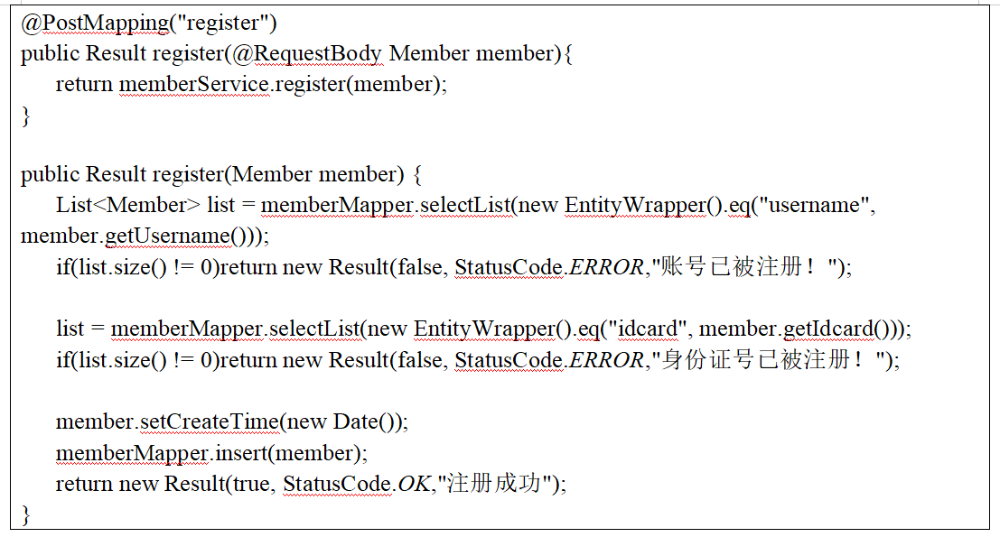 @PostMapping("register")
public Result register(@RequestBody Member member){
return memberService.register(member);
}
public Result register(Member member) {
List<Member> list = memberMapper.selectList(new EntityWrapper().eq("username",
member.getUsername()));
if(list.size() != 0)return new Result(false, StatusCode.ERROR,"账号已被注册！");
list = memberMapper.selectList(new EntityWrapper().eq("idcard", member.getIdcard()));
if(list.size() != 0)return new Result(false, StatusCode.ERROR,"身份证号已被注册！");
member.setCreateTime(new Date());
memberMapper.insert(member);
return new Result(true, StatusCode.OK,"注册成功");
}